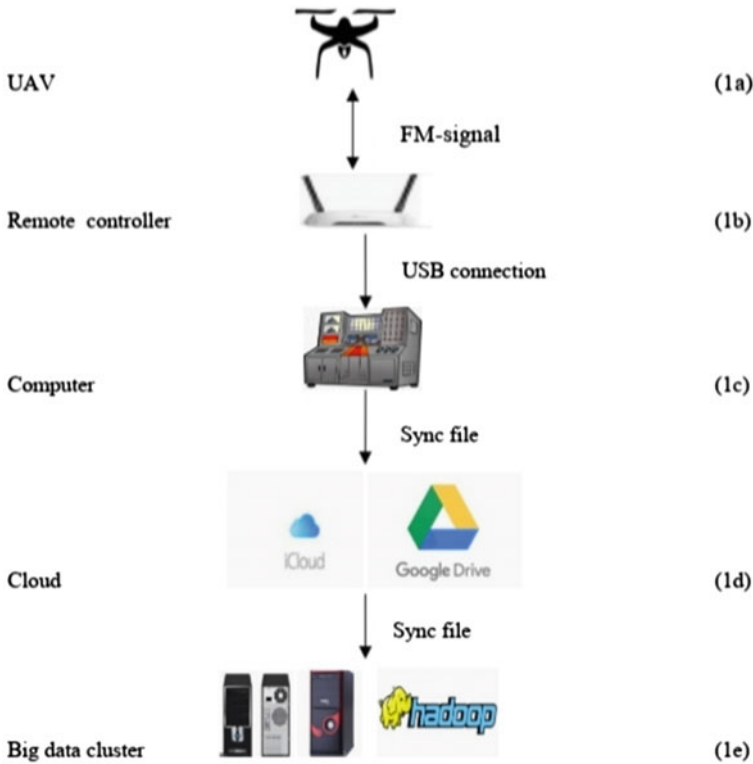 UAV (1a)
FM-signal
Remote controller (1b)
USB connection
Computer (1c)
Sync file
iCloud Google Drive
Cloud (1d)
Sync file
hadoop
Big data cluster (1e)